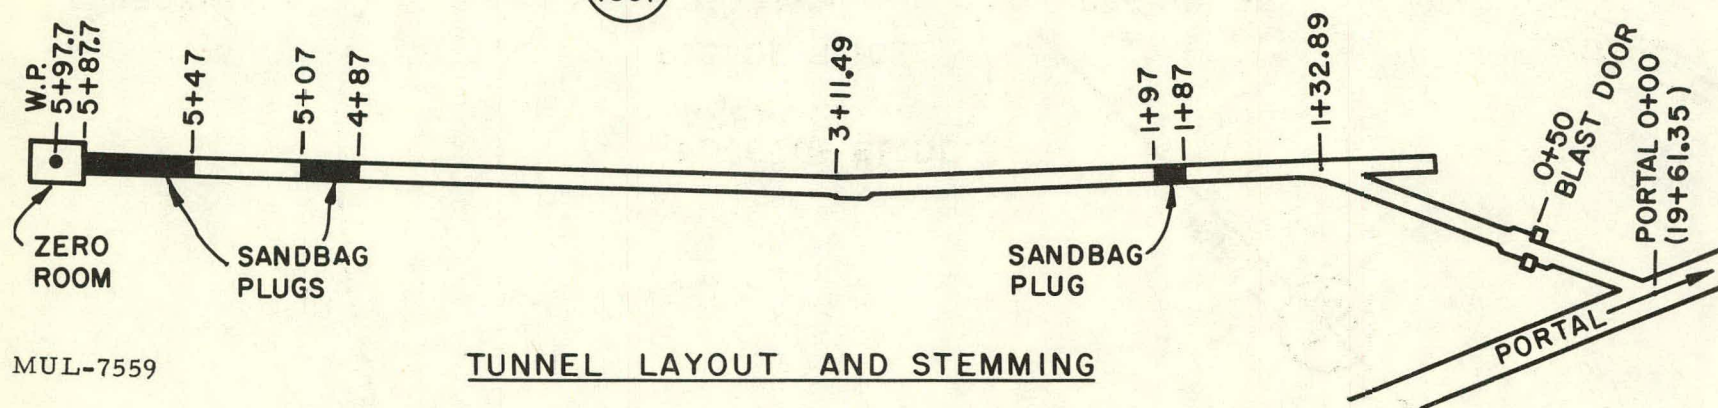 W.P.
5+97.7
5+87.7
5+47
5+07
4+87
3+11.49
1+97
1+87
1+32.89
0+50
BLAST DOOR
PORTAL 0+00
(19+61.35)
ZERO
ROOM
SANDBAG
PLUGS
SANDBAG
PLUG
PORTAL
MUL-7559
TUNNEL LAYOUT AND STEMMING